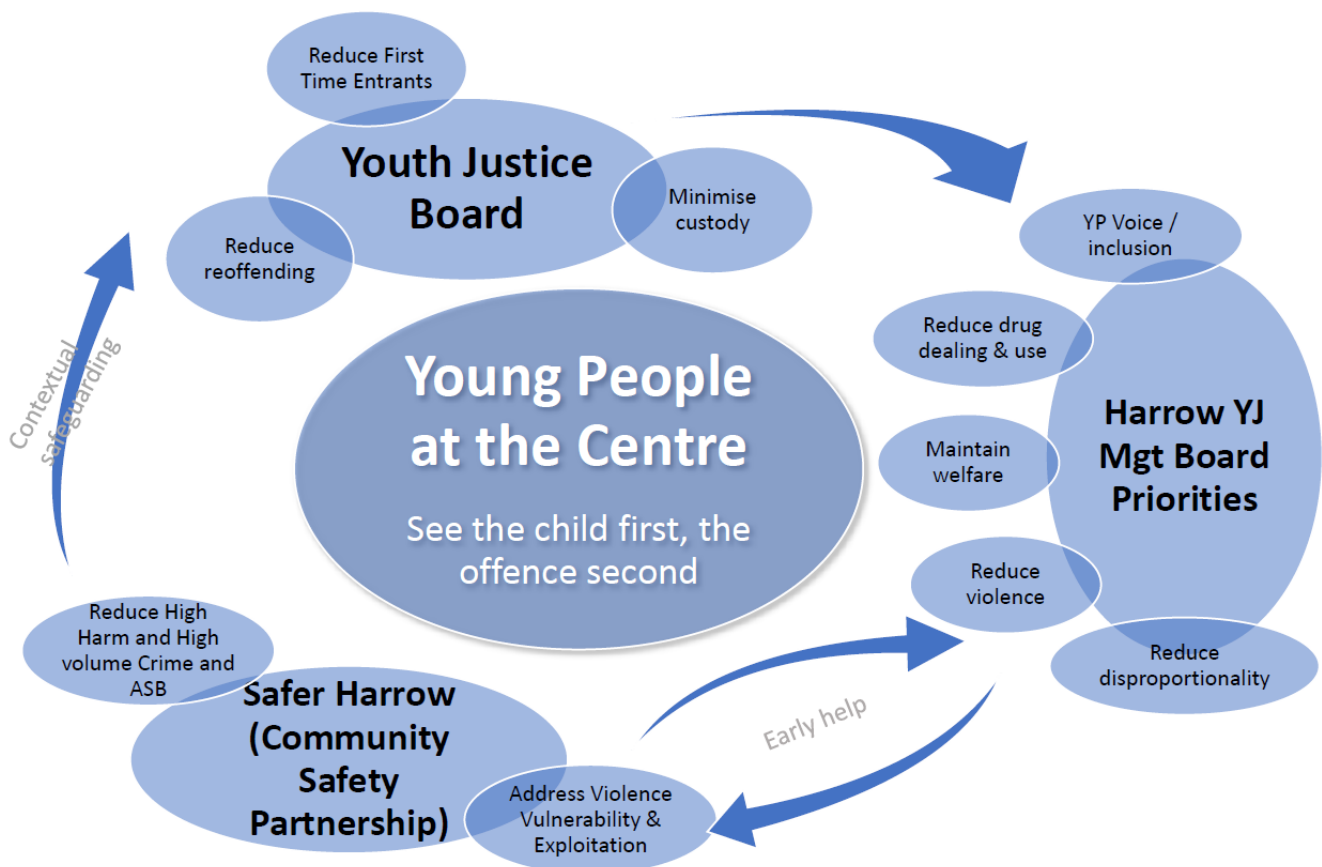 Reduce First
Time Entrants
Youth Justice
Board
Minimise
custody
Reduce
reoffending
YP Voice /
inclusion
Reduce drug
dealing & use
Maintain
welfare
Reduce
violence
Reduce
disproportionality
Harrow YJ
Mgt Board
Priorities
Young People
at the Centre
See the child first, the
offence second
Contextual
safeguarding
Reduce High
Harm and High
volume Crime and
ASB
Safer Harrow
(Community
Safety
Partnership)
Address Violence
Vulnerability &
Exploitation
Early help